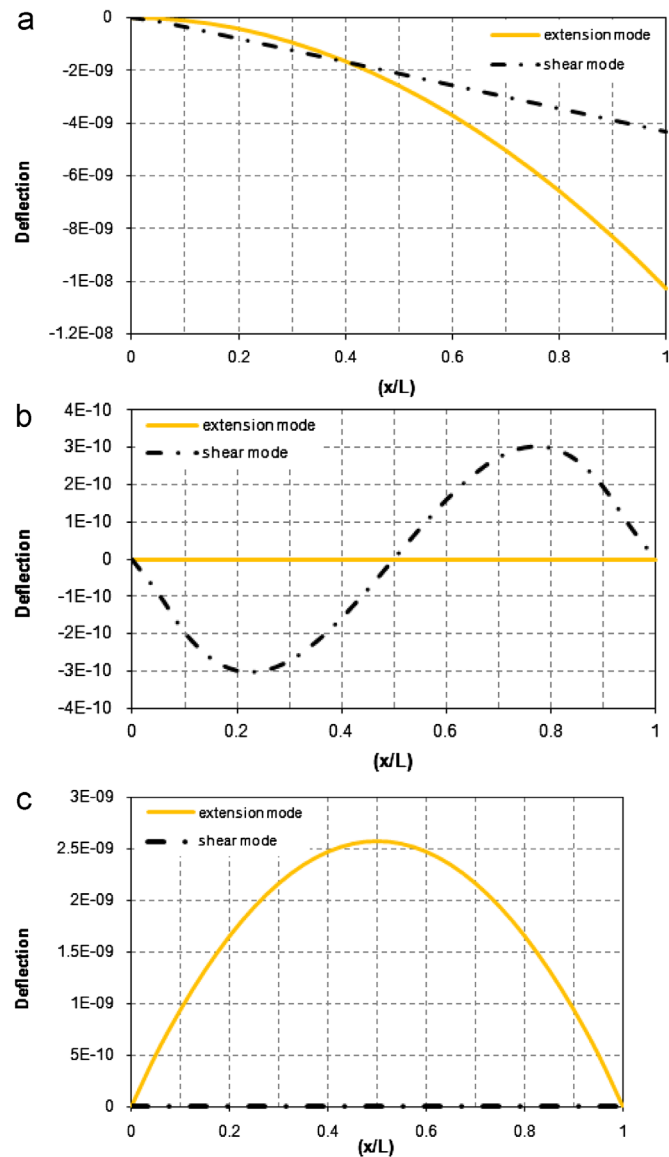 a
0
-2E-09
-4E-09
-6E-09
-8E-09
-1E-08
-1.2E-08
Deflection
extension mode
shear mode
0 0.2 0.4 0.6 0.8 1
(x/L)
b
4E-10
3E-10
2E-10
1E-10
0
-1E-10
-2E-10
-3E-10
-4E-10
Deflection
extension mode
shear mode
0 0.2 0.4 0.6 0.8 1
(x/L)
c
3E-09
2.5E-09
2E-09
1.5E-09
1E-09
5E-10
0
Deflection
extension mode
shear mode
0 0.2 0.4 0.6 0.8 1
(x/L)